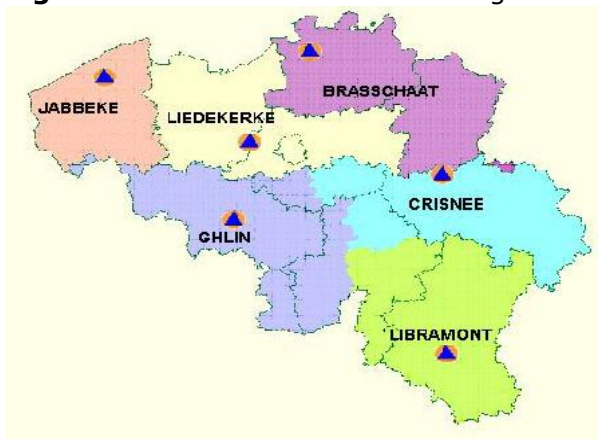 BRASSCHAAT
JABBEKE
LIEDEKERKE
CRISNEE
GHLIN
LIBRAMONT